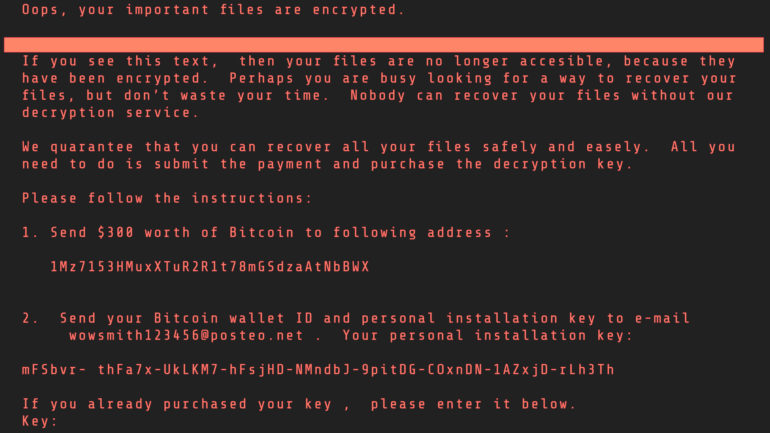 Oops, your important files are encrypted.
If you see this text, then your files are no longer accesible, because they
have been encrypted. Perhaps you are busy looking for a way to recover your
files, but don't waste your time. Nobody can recover your files without our
decryption service.
We quarantee that you can recover all your files safely and easely. All you
need to do is submit the payment and purchase the decryption key.
Please follow the instructions:
1. Send $300 worth of Bitcoin to following address :
1Mz7153HMuxXTuR2R1t78mGSdzaAtNbBWX
2. Send your Bitcoin wallet ID and personal installation key to e-mail
wowsmith123456@posteo.net . Your personal installation key:
mFSbvr- thFa7x-UkLKM7-hFsjHD-NMndbJ-9pitDG-COxnDN-1AZxjD-rLh3Th
If you already purchased your key , please enter it below.
Key: